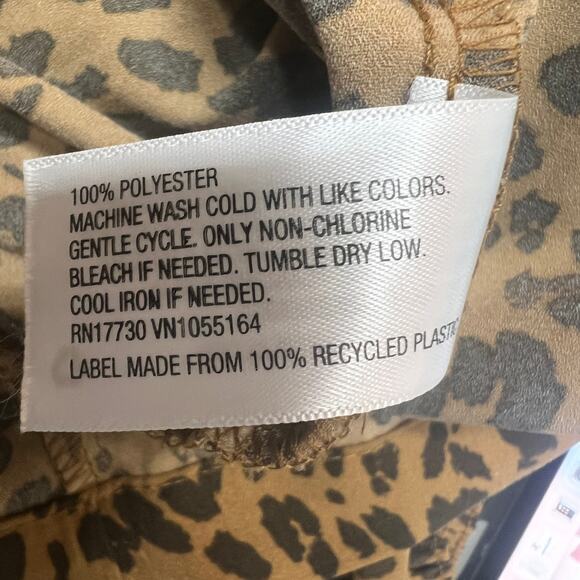 100% POLYESTER
MACHINE WASH COLD WITH LIKE COLORS.
GENTLE CYCLE. ONLY NON-CHLORINE
BLEACH IF NEEDED. TUMBLE DRY LOW.
COOL IRON IF NEEDED.
RN17730 VN1055164
LABEL MADE FROM 100% RECYCLED PLASTIC